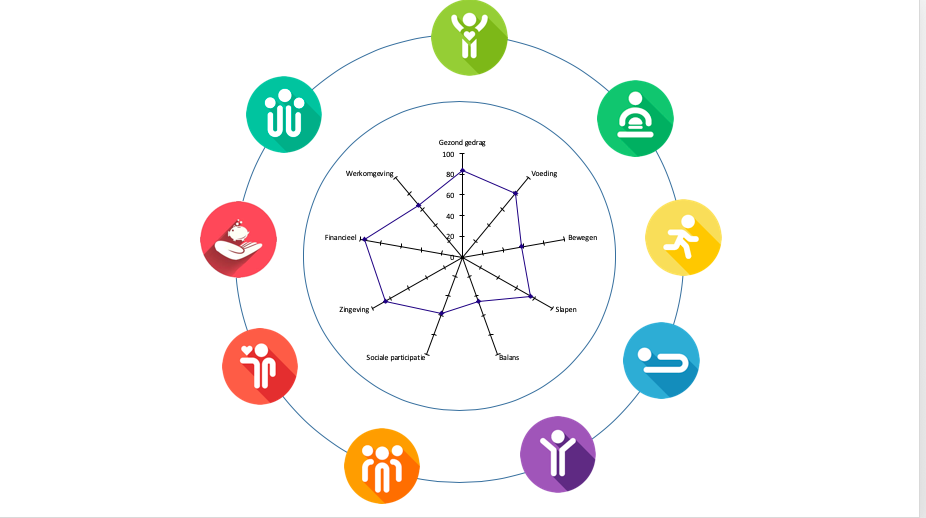 Gezond gedrag
100
80
60
40
20
0
Voeding
Bewegen
Slapen
Balans
Sociale participatie
Zingeving
Financieel
Werkomgeving